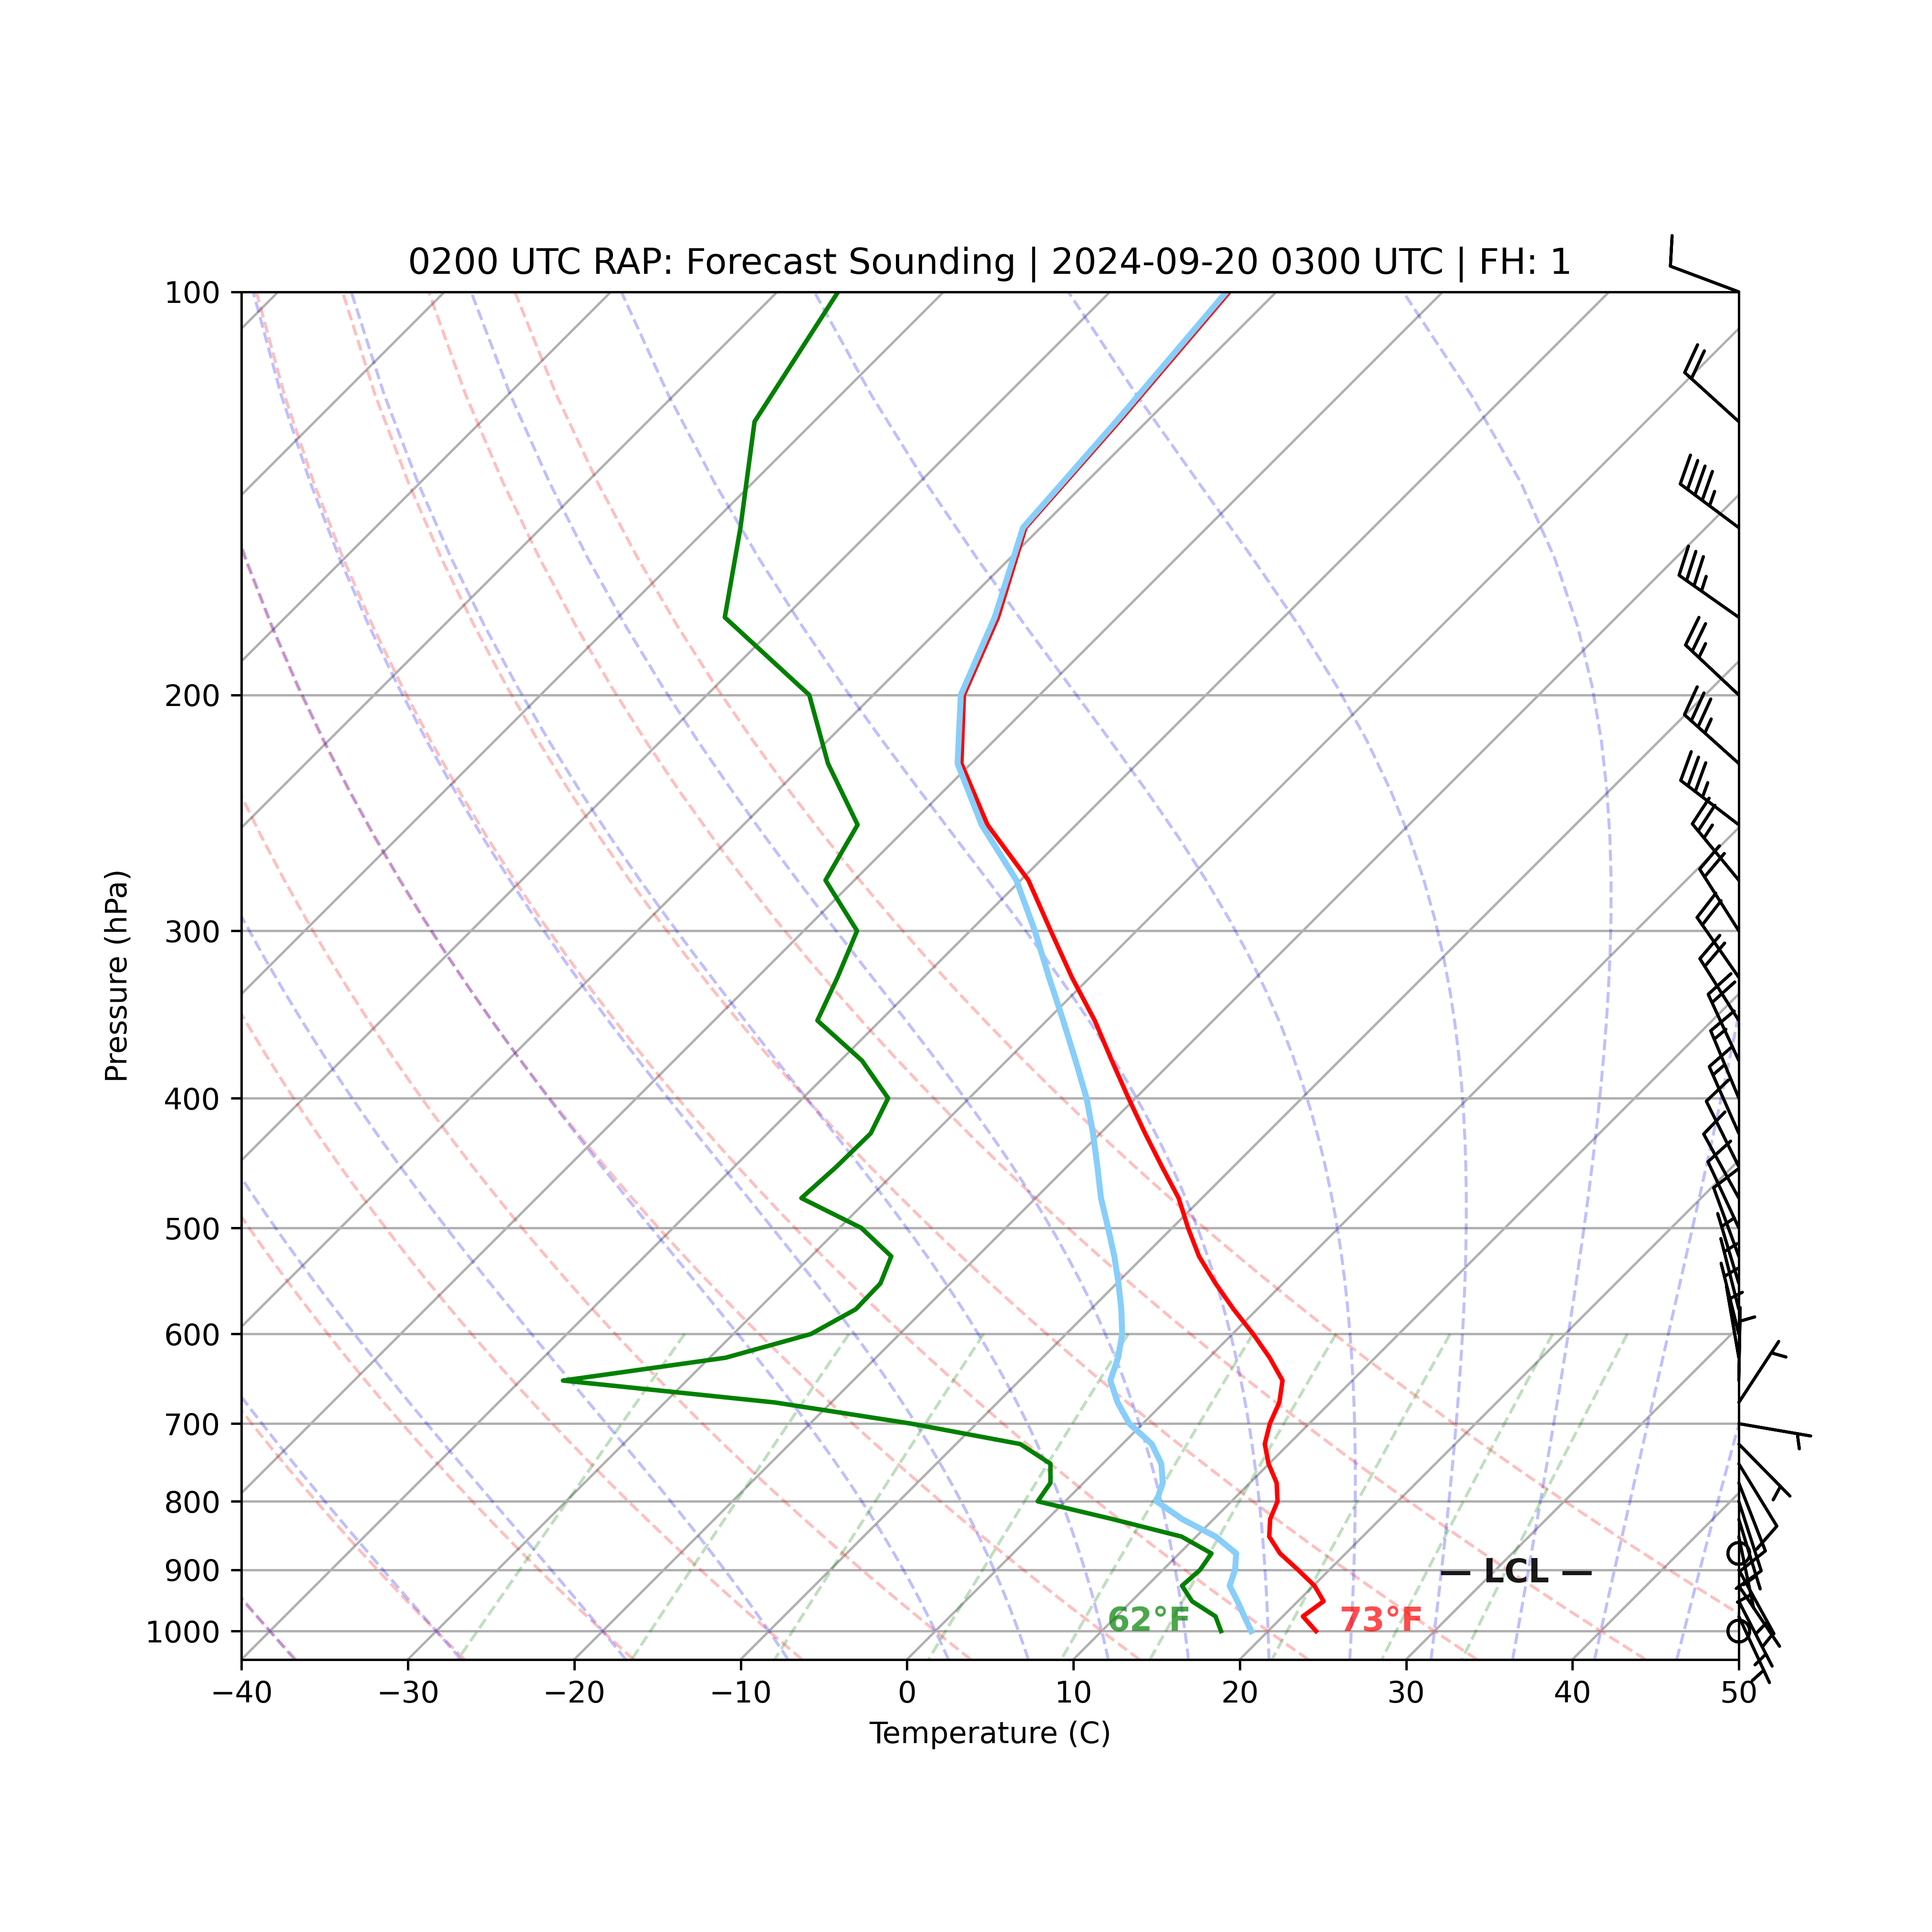 0200 UTC RAP: Forecast Sounding | 2024-09-20 0300 UTC | FH: 1
100
200
300
400
500
600
700
800
900
1000
Pressure (hPa)
— LCL —
62°F
73°F
−40 −30 −20 −10 0 10 20 30 40 50
Temperature (C)